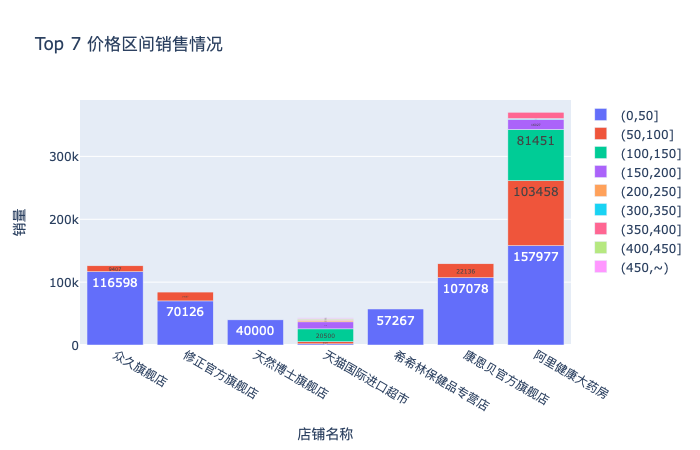 Top 7 价格区间销售情况
(0,50]
(50,100]
(100,150]
(150,200]
(200,250]
(300,350]
(350,400]
(400,450]
(450,~)
销量
300k
200k
100k
0
116598
70126
40000
20500
57267
22136
107078
81451
103458
157977
众久旗舰店
修正官方旗舰店
天然博士旗舰店
天猫国际进口超市
希希林保健品专营店
康恩贝官方旗舰店
阿里健康大药房
店铺名称